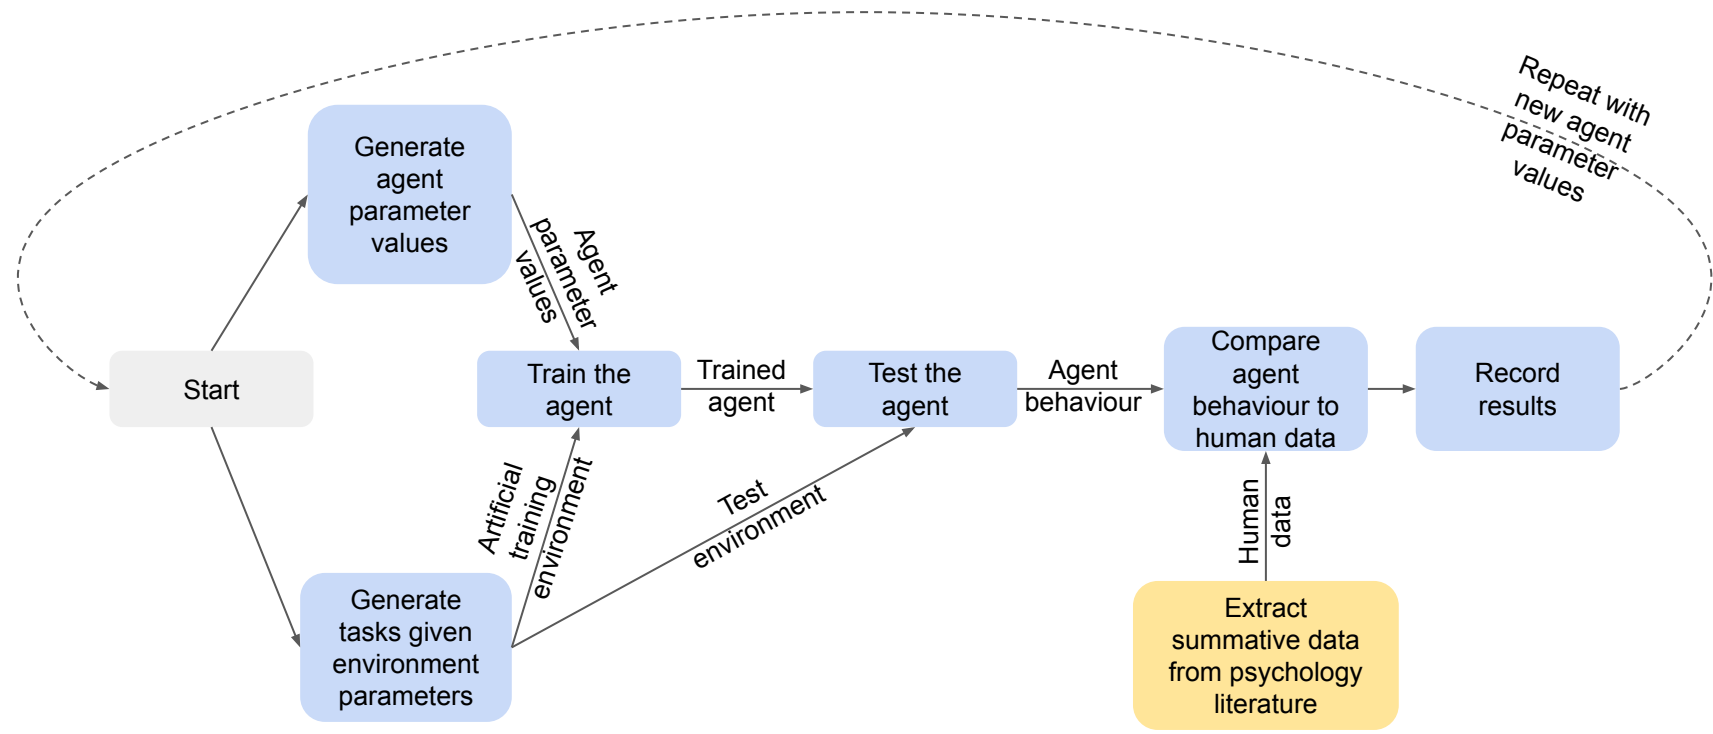 Repeat with
new agent
parameter
values
Generate
agent
parameter
values
Agent
parameter
values
Start
Train the
agent
Trained
agent
Test the
agent
Agent
behaviour
Compare
agent
behaviour to
human data
Record
results
Artificial
training
environment
Test
environment
Human
data
Generate
tasks given
environment
parameters
Extract
summative data
from psychology
literature